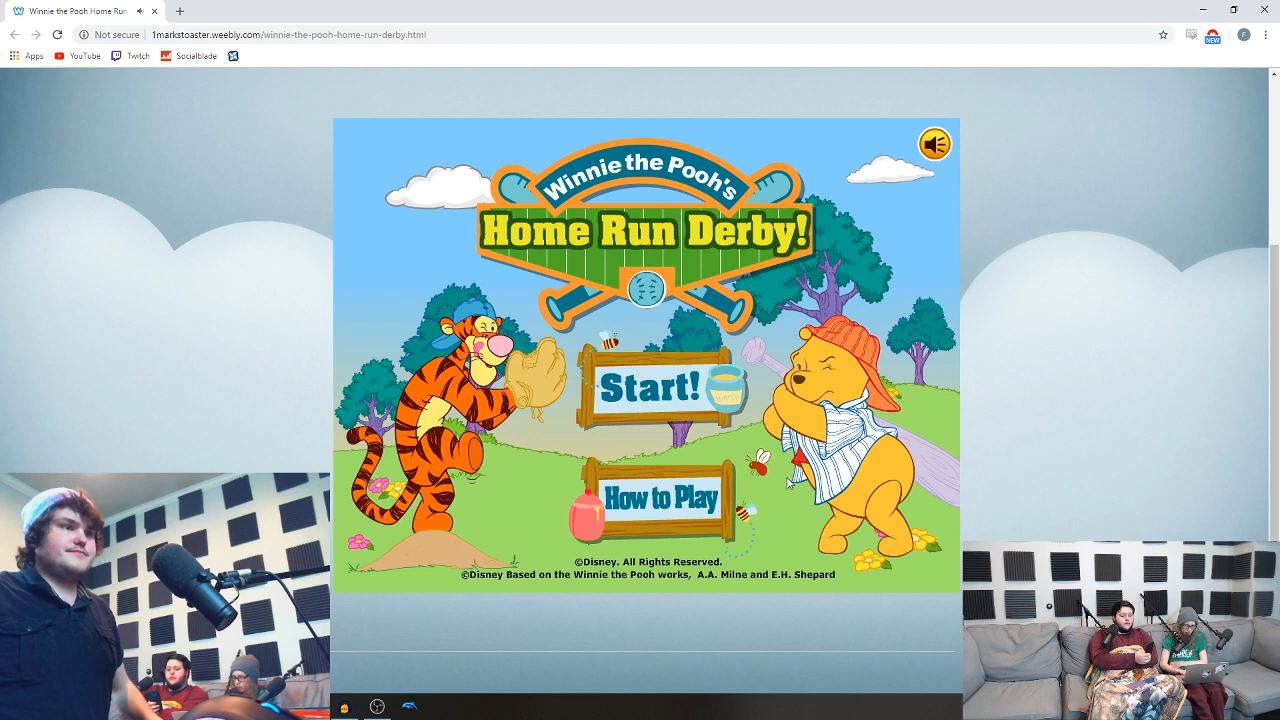 Winnie the Pooh Home Run
Not secure
1markstoaster.weebly.com/winnie-the-pooh-home-run-derby.html
NEW
F
Apps
YouTube
Twitch
Socialblade
Winnie the Pooh's
Home Run Derby!
Start!
How to Play
©Disney. All Rights Reserved.
©Disney Based on the Winnie the Pooh works, A.A. Milne and E.H. Shepard